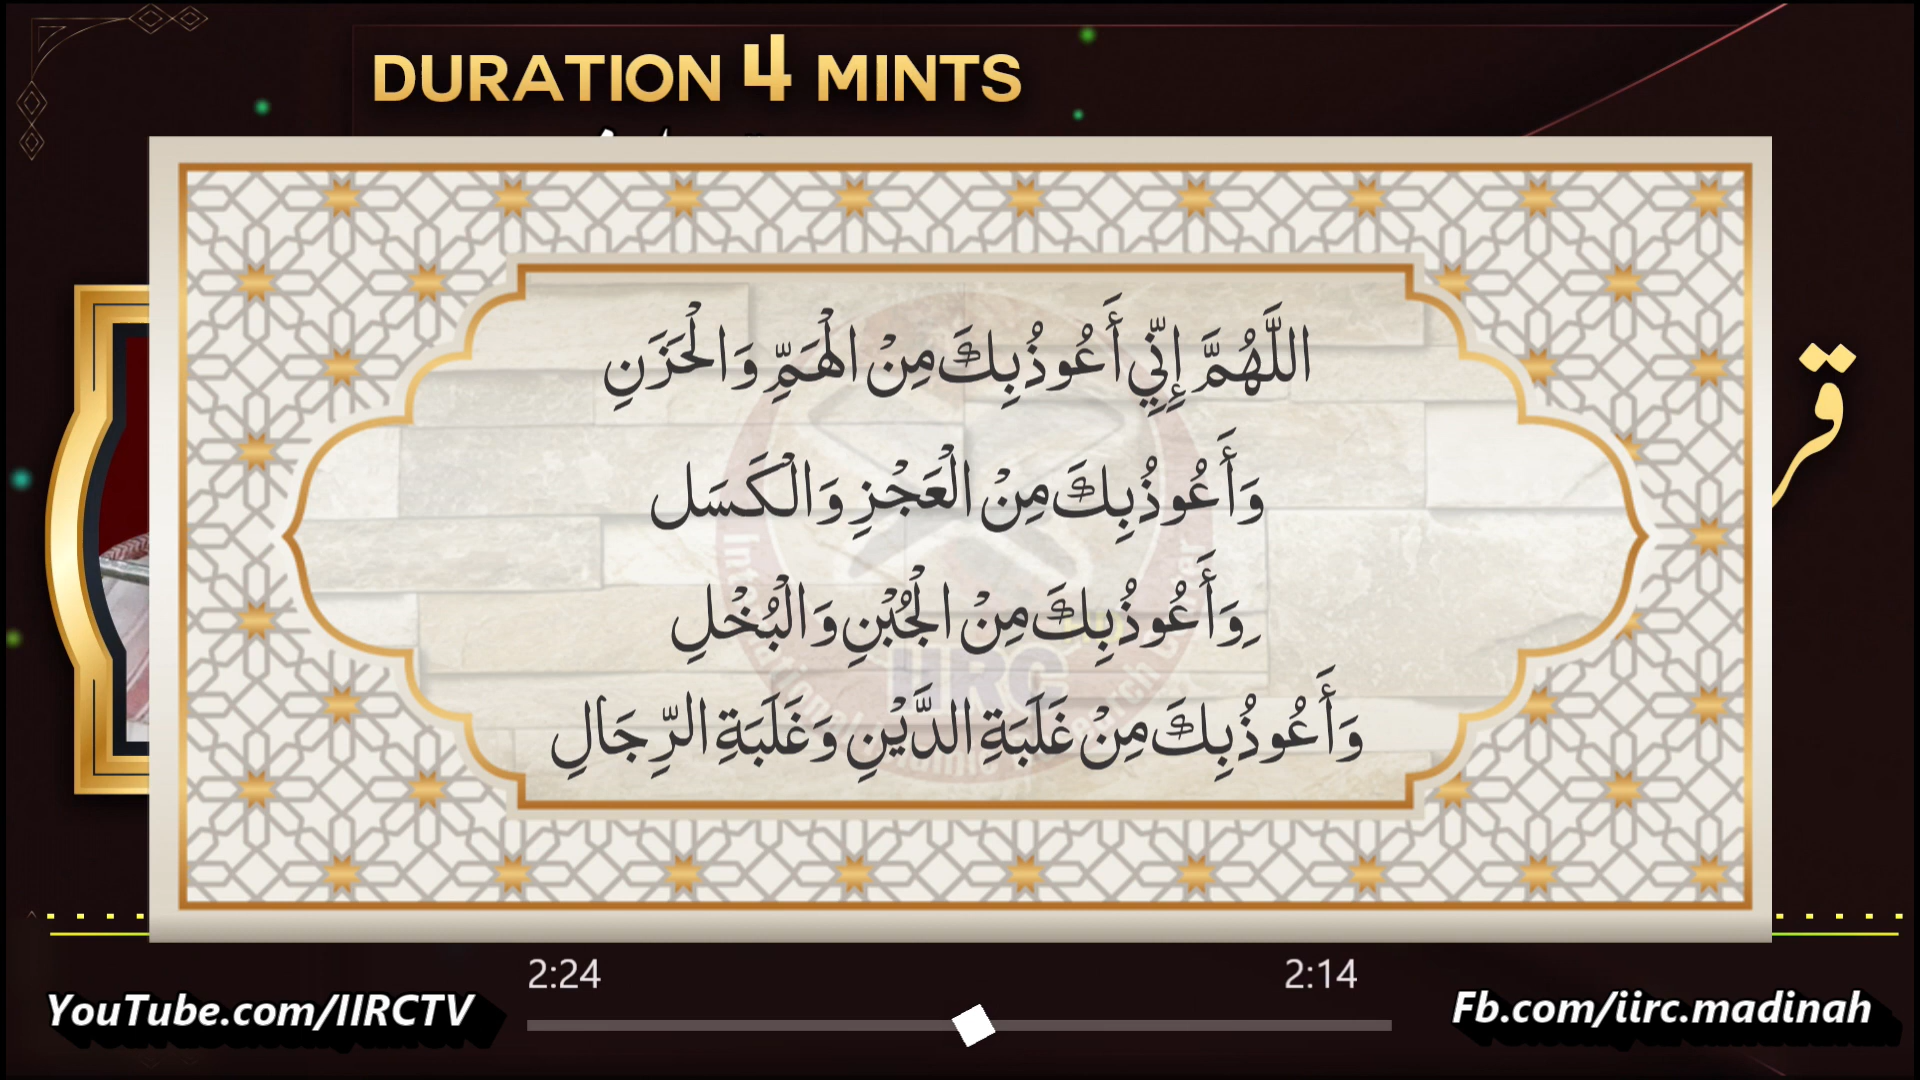 DURATION 4 MINTS
اللَّهُمَّ إِنِّي أَعُوذُ بِكَ مِنْ الْهَمِّ وَالْحَزَنِ
وَأَعُوذُ بِكَ مِنْ الْعَجْزِ وَالْكَسَل
ِوَأَعُوذُ بِكَ مِنْ الْجُبْنِ وَالْبُخْلِ
وَأَعُوذُ بِكَ مِنْ غَلَبَةِ الدَّيْنِ وَغَلَبَةِ الرِّجَالِ
IIRC
2:24 2:14
YouTube.com/IIRCTV
Fb.com/iirc.madinah